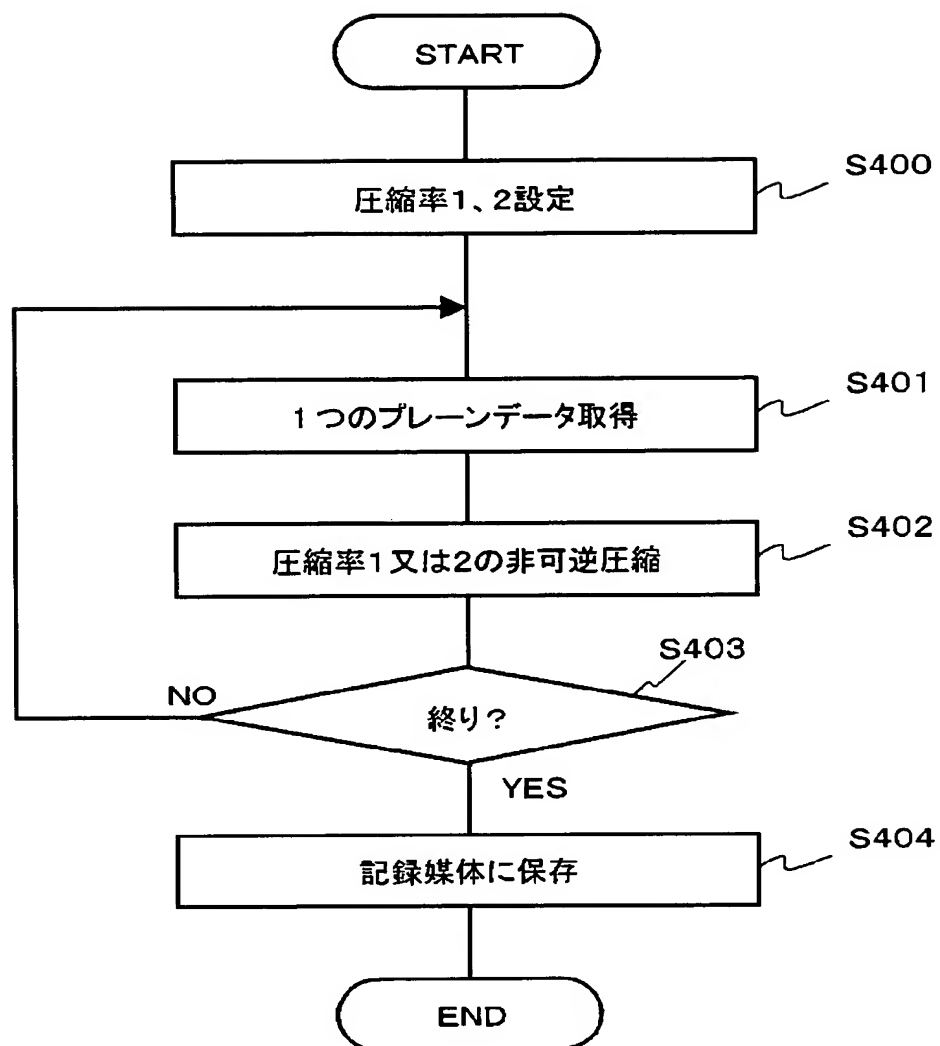 START
圧縮率1、2設定
S400
1つのプレーンデータ取得
S401
圧縮率1又は2の非可逆圧縮
S402
終り?
S403
NO
YES
記録媒体に保存
S404
END